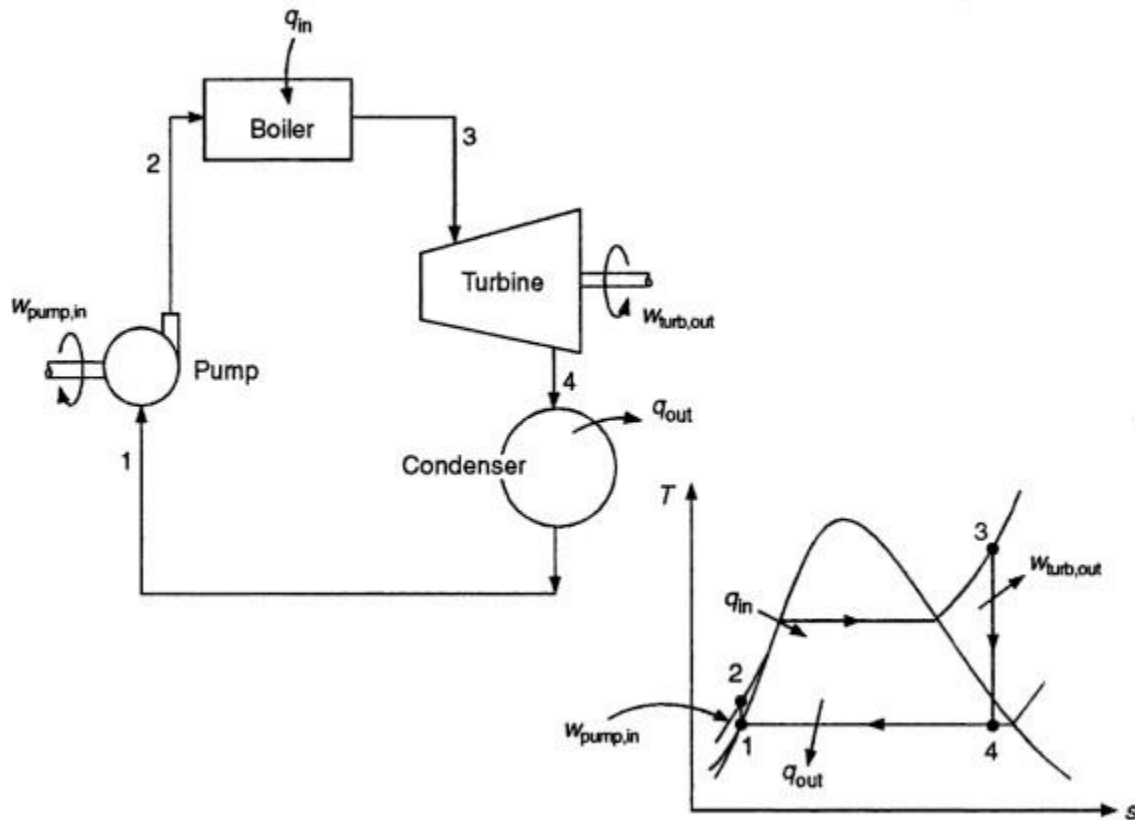 q_in
Boiler
2
3
Turbine
w_pump,in
w_turb,out
Pump
4
q_out
1
Condenser
T
3
w_turb,out
q_in
2
w_pump,in
1
4
q_out
s